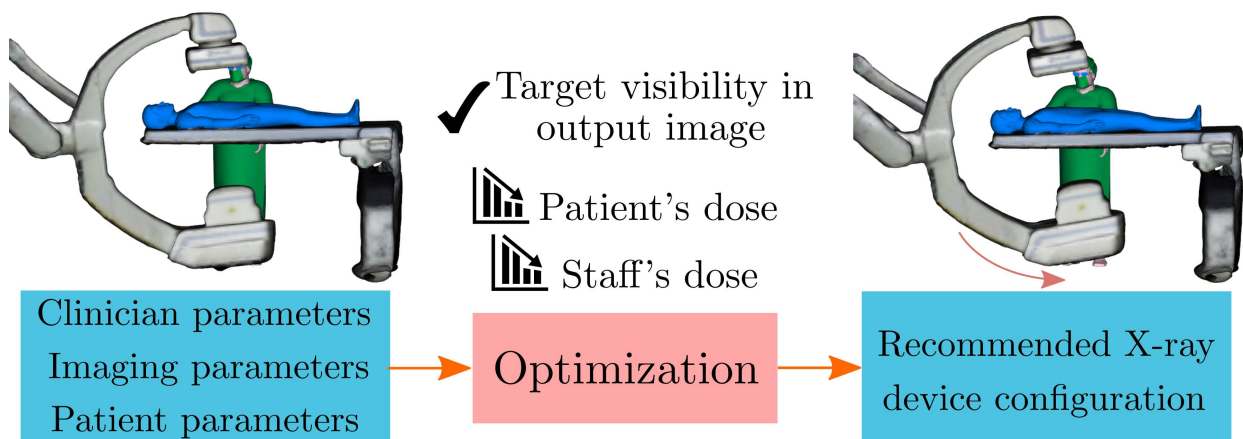 Target visibility in
output image
Patient's dose
Staff's dose
Clinician parameters
Imaging parameters
Patient parameters
Optimization
Recommended X-ray
device configuration